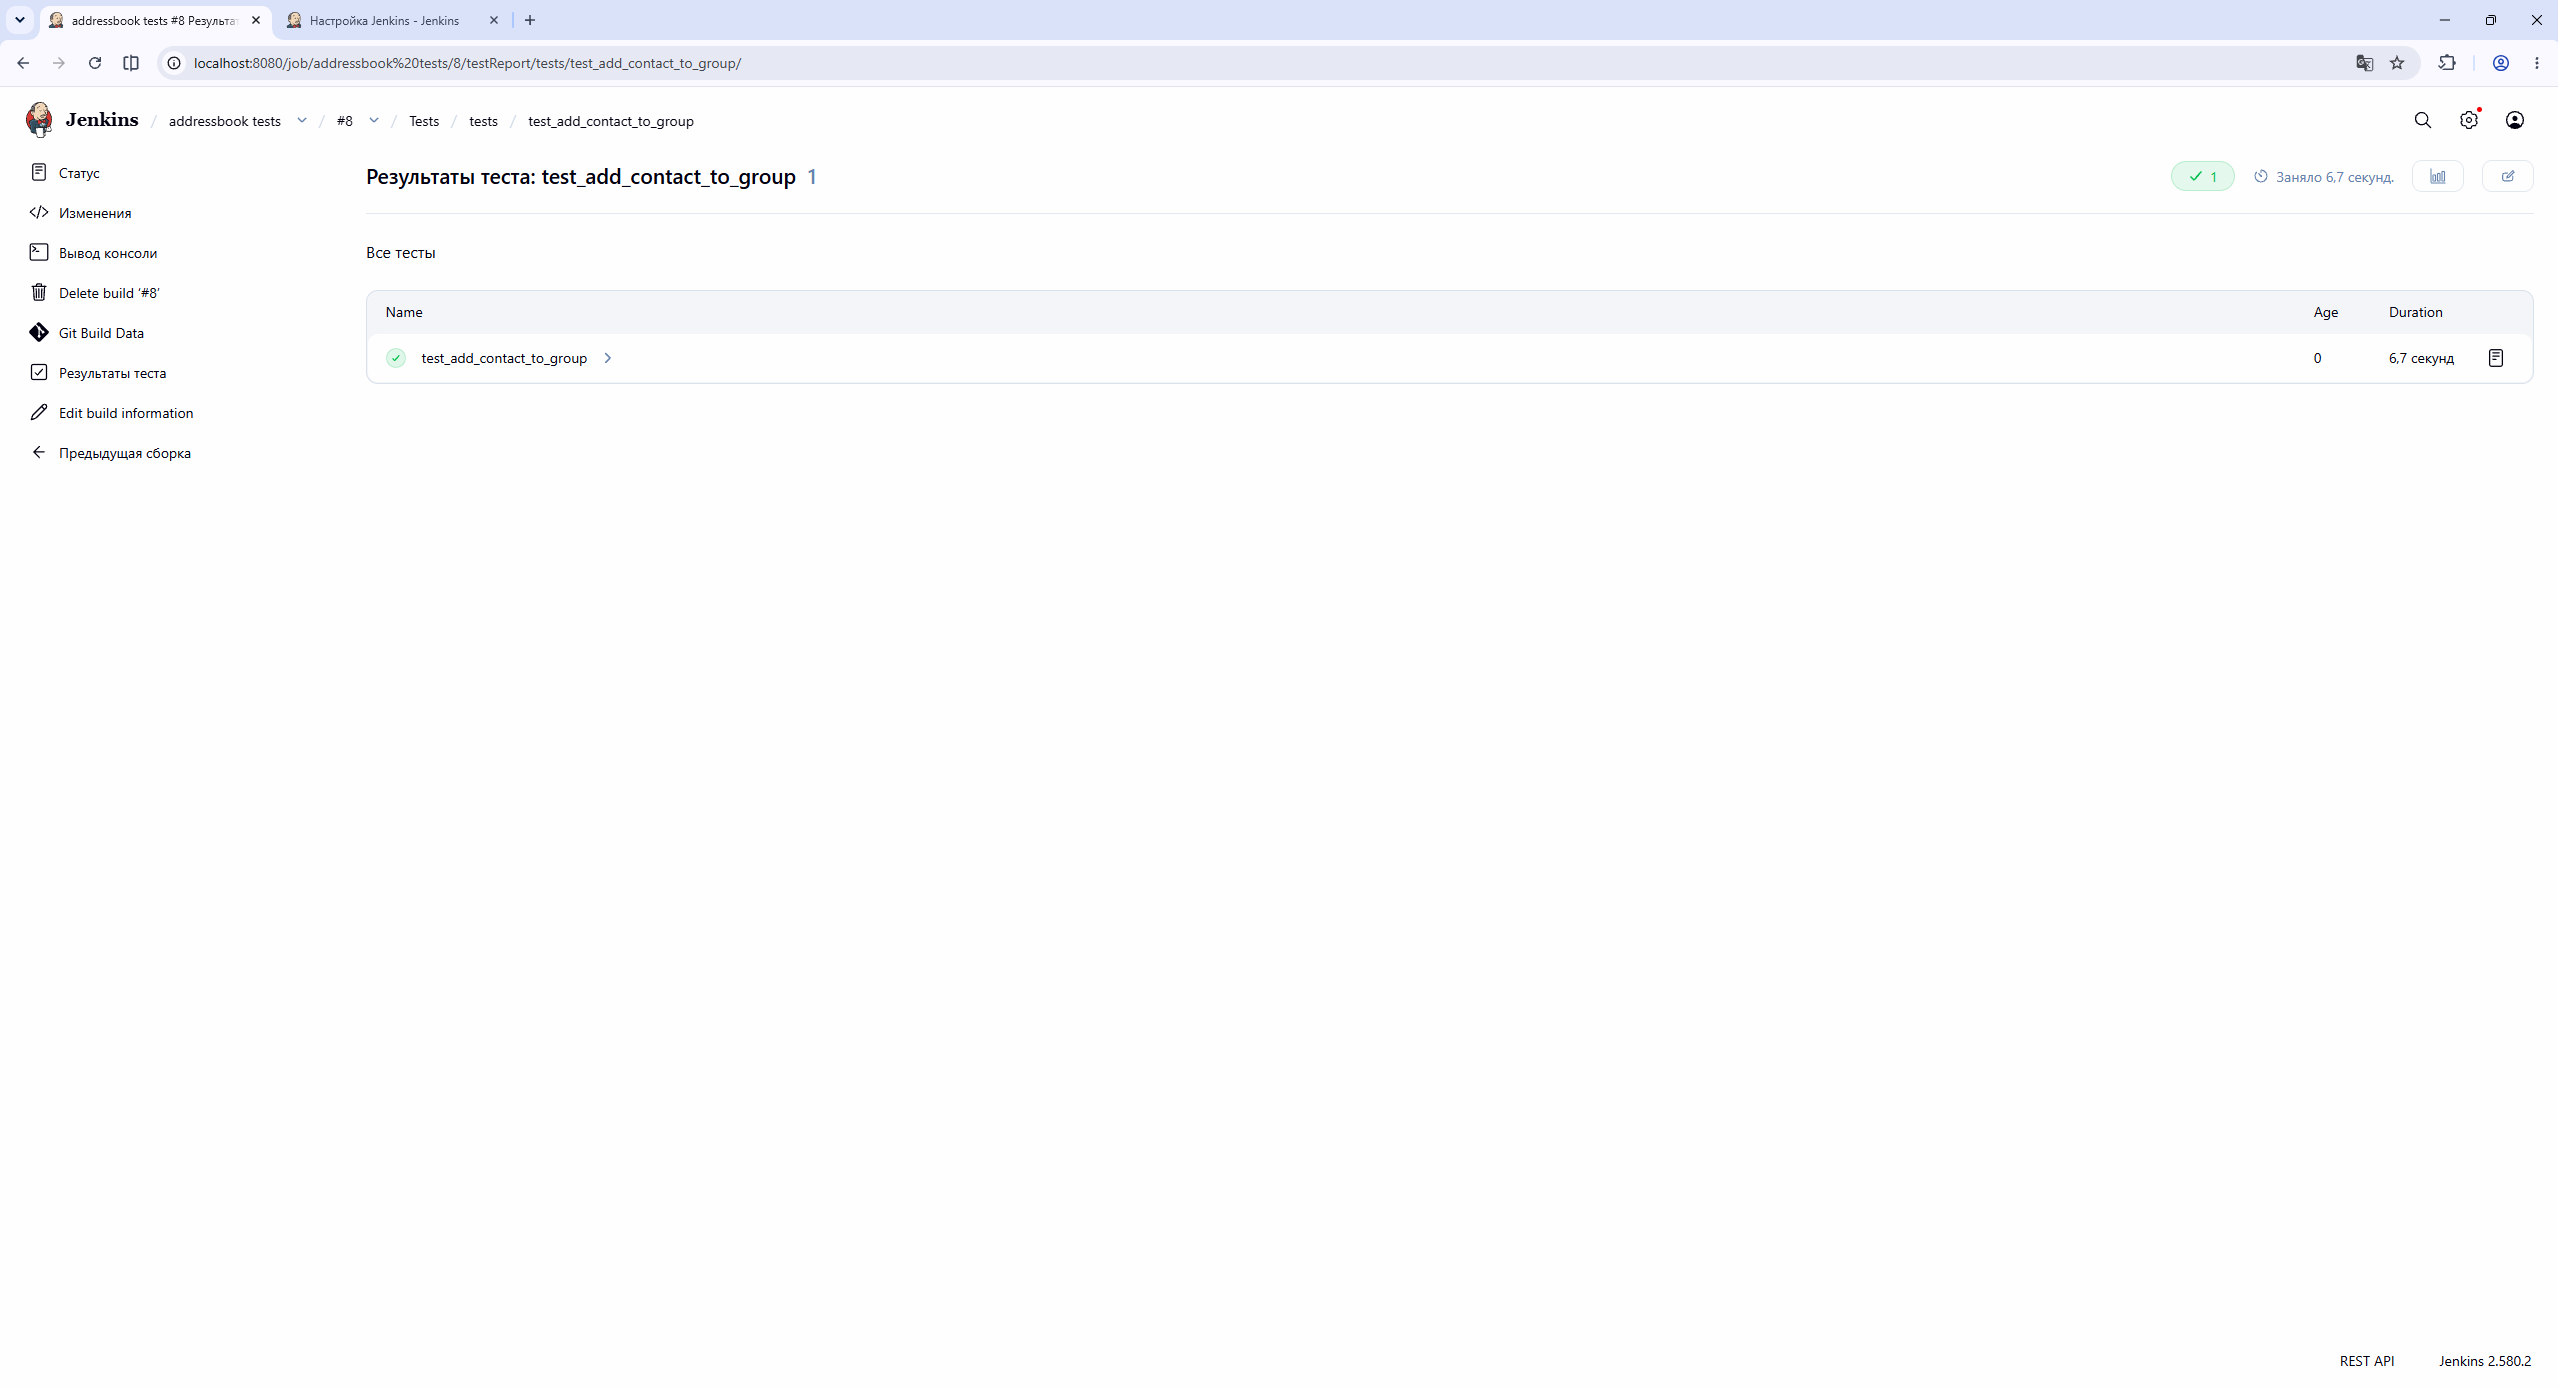 addressbook tests #8 Результа
Настройка Jenkins - Jenkins
localhost:8080/job/addressbook%20tests/8/testReport/tests/test_add_contact_to_group/
Jenkins / addressbook tests / #8 / Tests / tests / test_add_contact_to_group
Статус
Изменения
Вывод консоли
Delete build ‘#8’
Git Build Data
Результаты теста
Edit build information
Предыдущая сборка
Результаты теста: test_add_contact_to_group 1
1
Заняло 6,7 секунд.
Все тесты
Name Age Duration
test_add_contact_to_group 0 6,7 секунд
REST API Jenkins 2.580.2